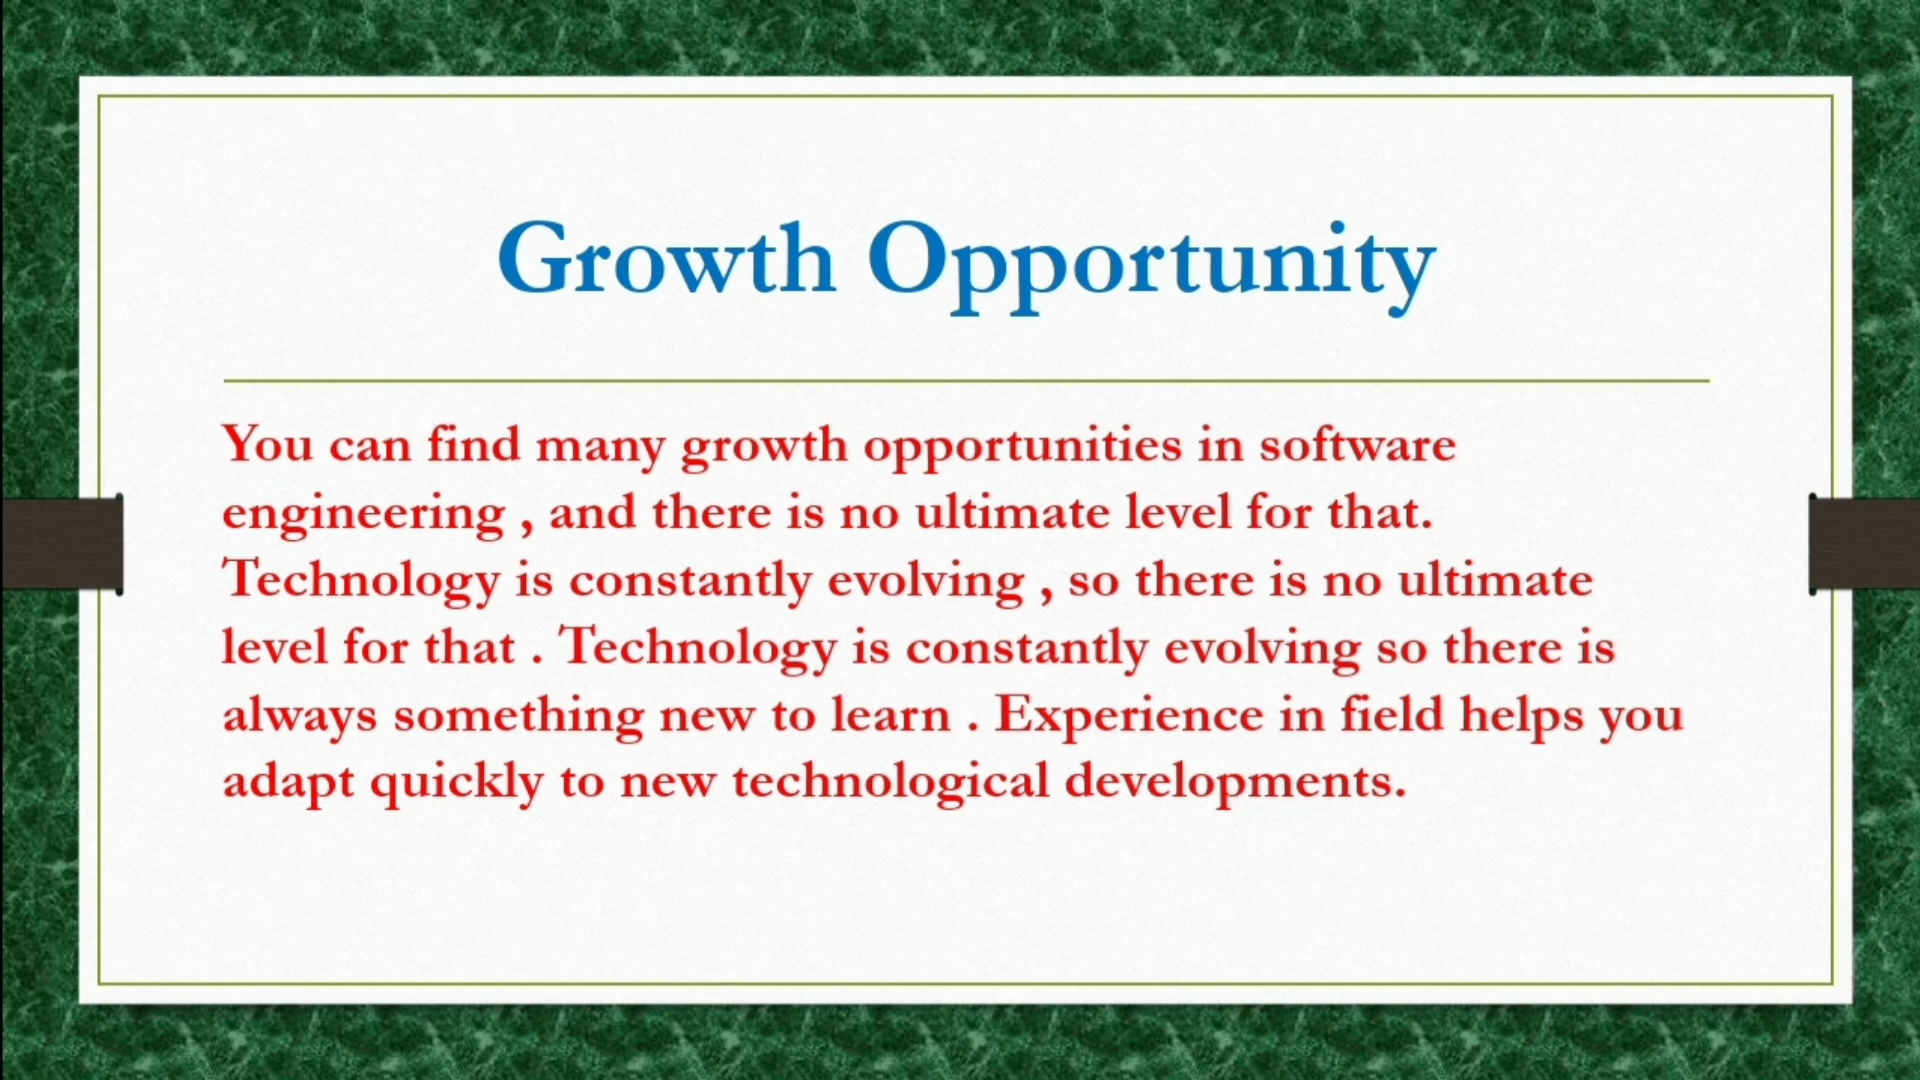 Growth Opportunity
You can find many growth opportunities in software
engineering , and there is no ultimate level for that.
Technology is constantly evolving , so there is no ultimate
level for that . Technology is constantly evolving so there is
always something new to learn . Experience in field helps you
adapt quickly to new technological developments.